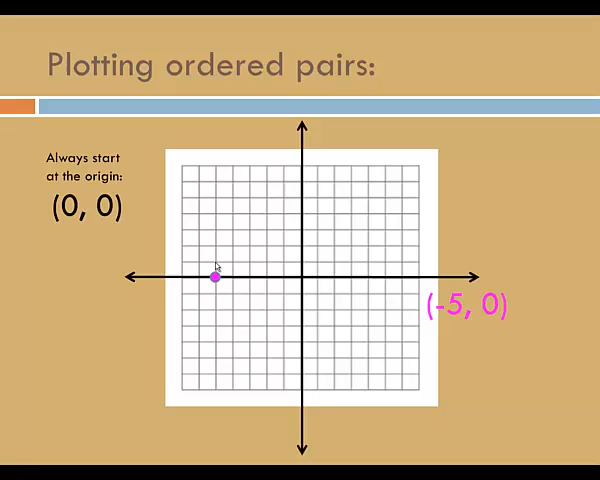 Plotting ordered pairs:
Always start
at the origin:
(0, 0)
(-5, 0)